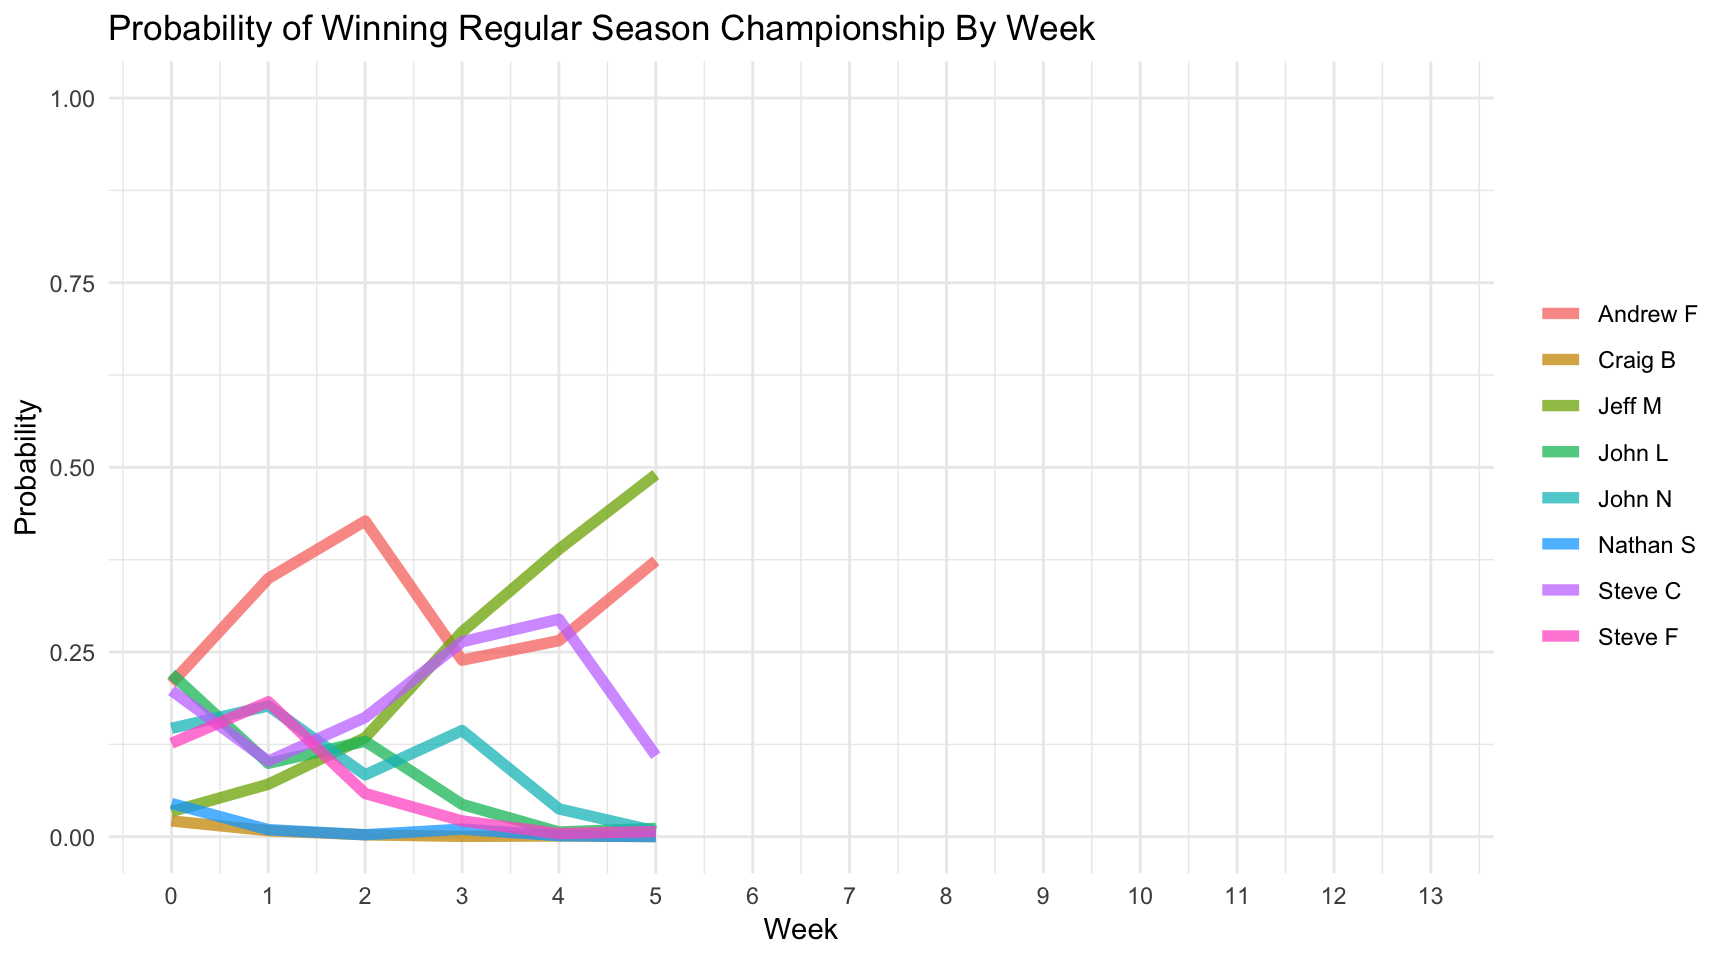 Probability of Winning Regular Season Championship By Week
1.00
0.75
0.50
0.25
0.00
Probability
0 1 2 3 4 5 6 7 8 9 10 11 12 13
Week
Andrew F
Craig B
Jeff M
John L
John N
Nathan S
Steve C
Steve F